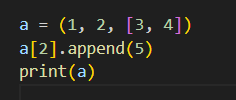 a = (1, 2, [3, 4])
a[2].append(5)
print(a)